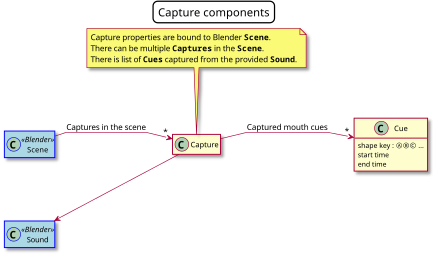 Capture components
Capture properties are bound to Blender Scene.
There can be multiple Captures in the Scene.
There is list of Cues captured from the provided Sound.
Captures in the scene
*
Captured mouth cues
*
C
«Blender»
Scene
C
Capture
C
Cue
shape key : ⒶⒷⒸ ...
start time
end time
C
«Blender»
Sound